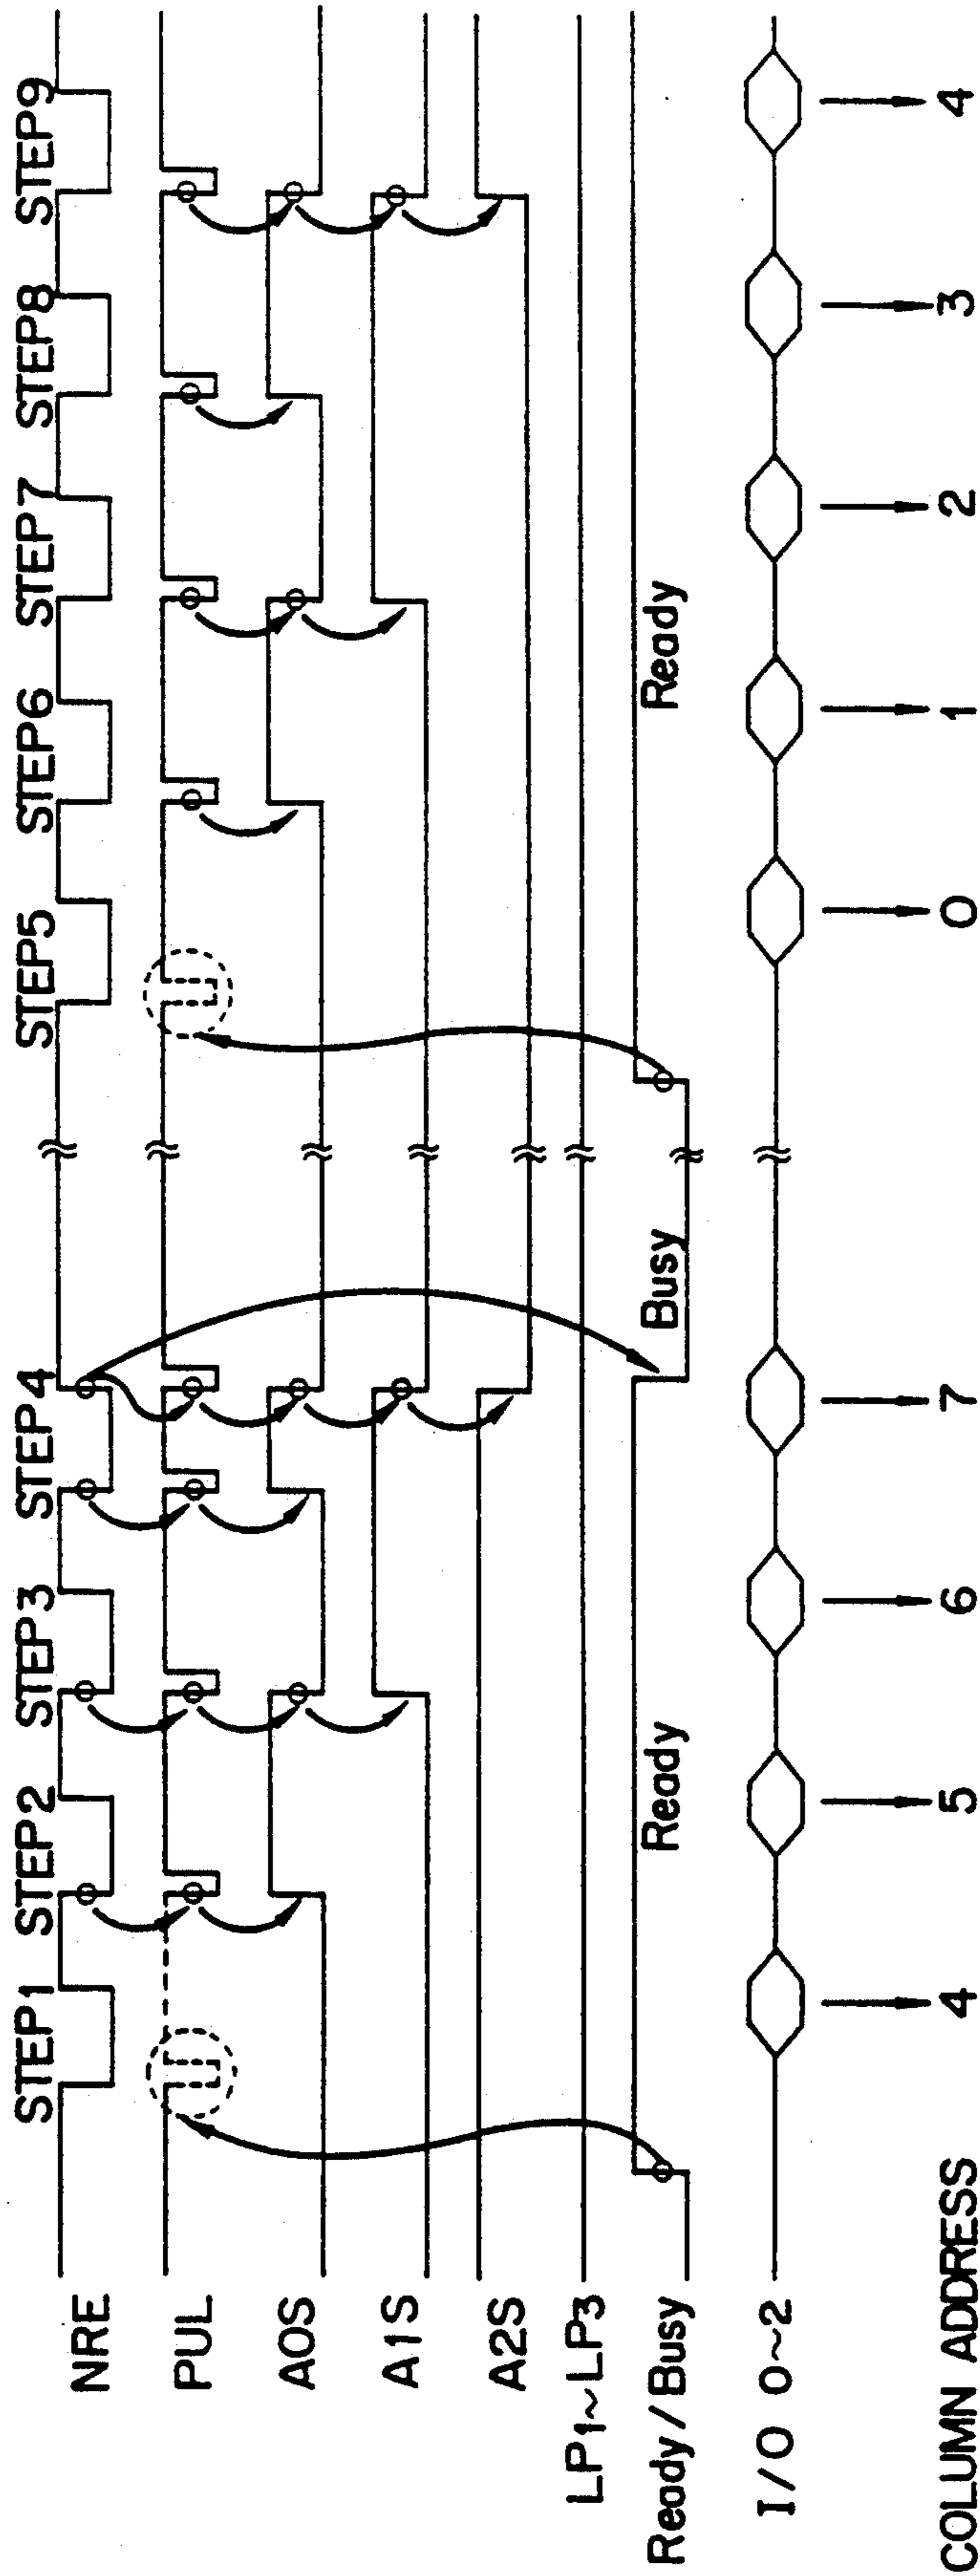 STEP1 STEP2 STEP3 STEP4 STEP5 STEP6 STEP7 STEP8 STEP9
NRE
PUL
A0S
A1S
A2S
LP1~LP3
Ready/Busy Ready Busy Ready
I/O 0~2
COLUMN ADDRESS 4 5 6 7 0 1 2 3 4